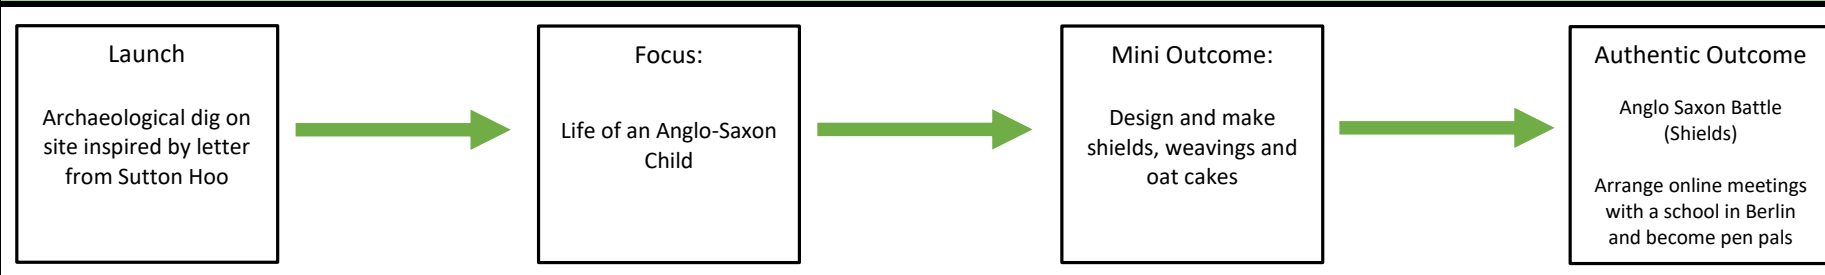 Launch
Archaeological dig on
site inspired by letter
from Sutton Hoo
Focus:
Life of an Anglo-Saxon
Child
Mini Outcome:
Design and make
shields, weavings and
oat cakes
Authentic Outcome
Anglo Saxon Battle
(Shields)
Arrange online meetings
with a school in Berlin
and become pen pals